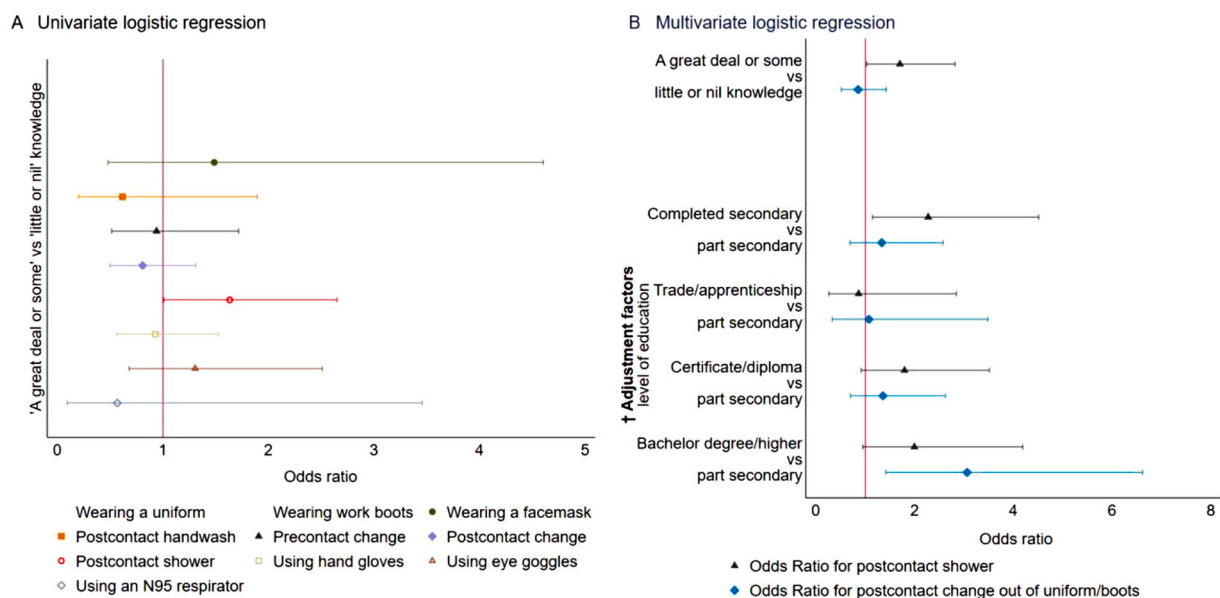 A Univariate logistic regression
'A great deal or some' vs 'little or nil' knowledge
0 1 2 3 4 5
Odds ratio
Wearing a uniform Wearing work boots Wearing a facemask
Postcontact handwash Precontact change Postcontact change
Postcontact shower Using hand gloves Using eye goggles
Using an N95 respirator
B Multivariate logistic regression
A great deal or some
vs
little or nil knowledge
† Adjustment factors
level of education
Completed secondary
vs
part secondary
Trade/apprenticeship
vs
part secondary
Certificate/diploma
vs
part secondary
Bachelor degree/higher
vs
part secondary
0 2 4 6 8
Odds ratio
Odds Ratio for postcontact shower
Odds Ratio for postcontact change out of uniform/boots